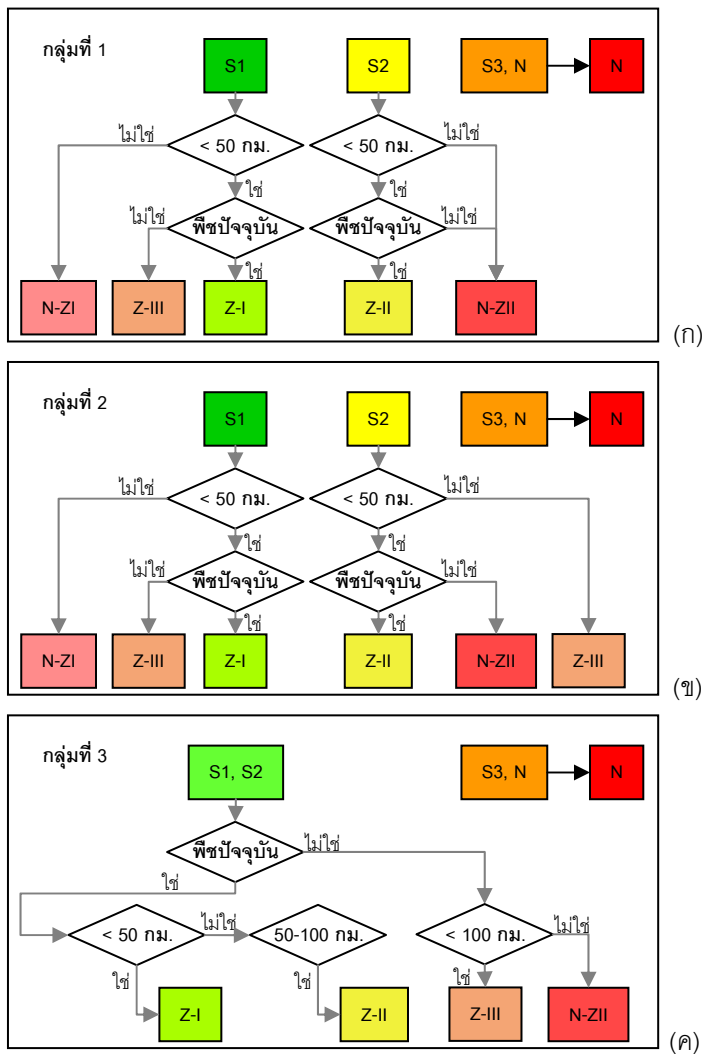 กลุ่มที่ 1
S1 S2 S3, N N
ไม่ใช่ < 50 กม. < 50 กม. ไม่ใช่
ใช่ ใช่
ไม่ใช่ พืชปัจจุบัน พืชปัจจุบัน ไม่ใช่
ใช่ ใช่
N-ZI Z-III Z-I Z-II N-ZII
(ก)
กลุ่มที่ 2
S1 S2 S3, N N
ไม่ใช่ < 50 กม. < 50 กม. ไม่ใช่
ใช่ ใช่
ไม่ใช่ พืชปัจจุบัน พืชปัจจุบัน ไม่ใช่
ใช่ ใช่
N-ZI Z-III Z-I Z-II N-ZII Z-III
(ข)
กลุ่มที่ 3
S1, S2 S3, N N
พืชปัจจุบัน ไม่ใช่
ใช่
< 50 กม. ไม่ใช่ 50-100 กม. < 100 กม. ไม่ใช่
ใช่ ใช่ ใช่
Z-I Z-II Z-III N-ZII
(ค)